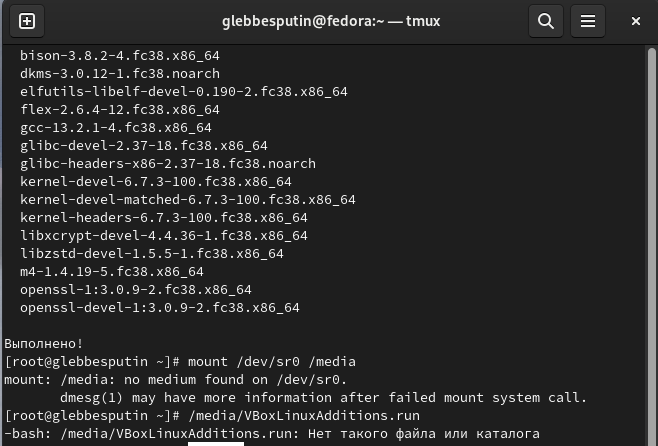 glebbesputin@fedora:~ — tmux
bison-3.8.2-4.fc38.x86_64
dkms-3.0.12-1.fc38.noarch
elfutils-libelf-devel-0.190-2.fc38.x86_64
flex-2.6.4-12.fc38.x86_64
gcc-13.2.1-4.fc38.x86_64
glibc-devel-2.37-18.fc38.x86_64
glibc-headers-x86-2.37-18.fc38.noarch
kernel-devel-6.7.3-100.fc38.x86_64
kernel-devel-matched-6.7.3-100.fc38.x86_64
kernel-headers-6.7.3-100.fc38.x86_64
libxcrypt-devel-4.4.36-1.fc38.x86_64
libzstd-devel-1.5.5-1.fc38.x86_64
m4-1.4.19-5.fc38.x86_64
openssl-1:3.0.9-2.fc38.x86_64
openssl-devel-1:3.0.9-2.fc38.x86_64
Выполнено!
[root@glebbesputin ~]# mount /dev/sr0 /media
mount: /media: no medium found on /dev/sr0.
dmesg(1) may have more information after failed mount system call.
[root@glebbesputin ~]# /media/VBoxLinuxAdditions.run
-bash: /media/VBoxLinuxAdditions.run: Нет такого файла или каталога